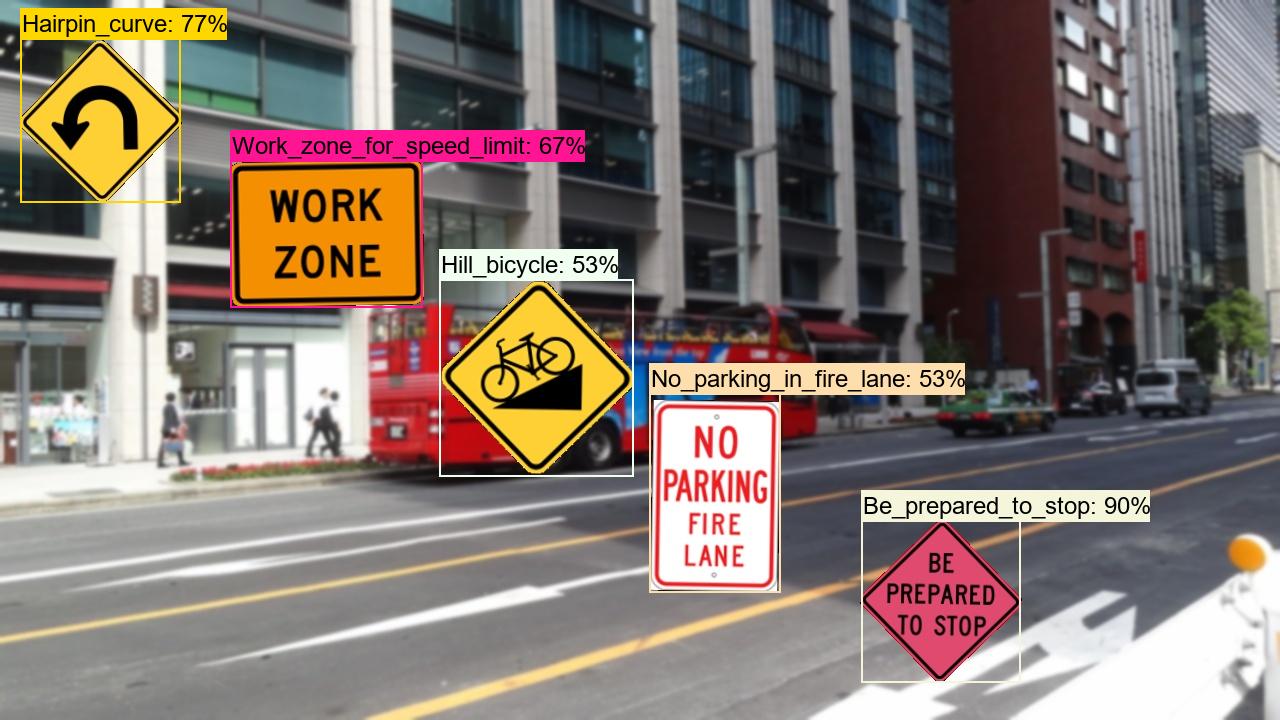 Hairpin_curve: 77%
Work_zone_for_speed_limit: 67%
WORK
ZONE
Hill_bicycle: 53%
No_parking_in_fire_lane: 53%
NO
PARKING
FIRE
LANE
Be_prepared_to_stop: 90%
BE
PREPARED
TO STOP